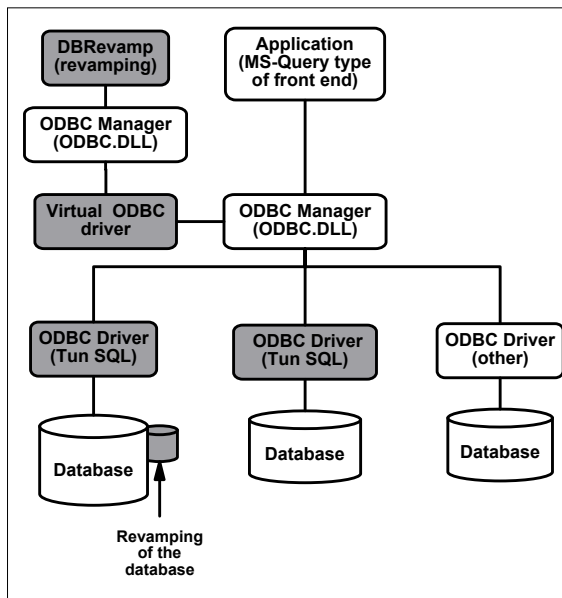 DBRevamp
(revamping)
Application
(MS-Query type
of front end)
ODBC Manager
(ODBC.DLL)
Virtual ODBC
driver
ODBC Manager
(ODBC.DLL)
ODBC Driver
(Tun SQL)
ODBC Driver
(Tun SQL)
ODBC Driver
(other)
Database
Database
Database
Revamping
of the
database